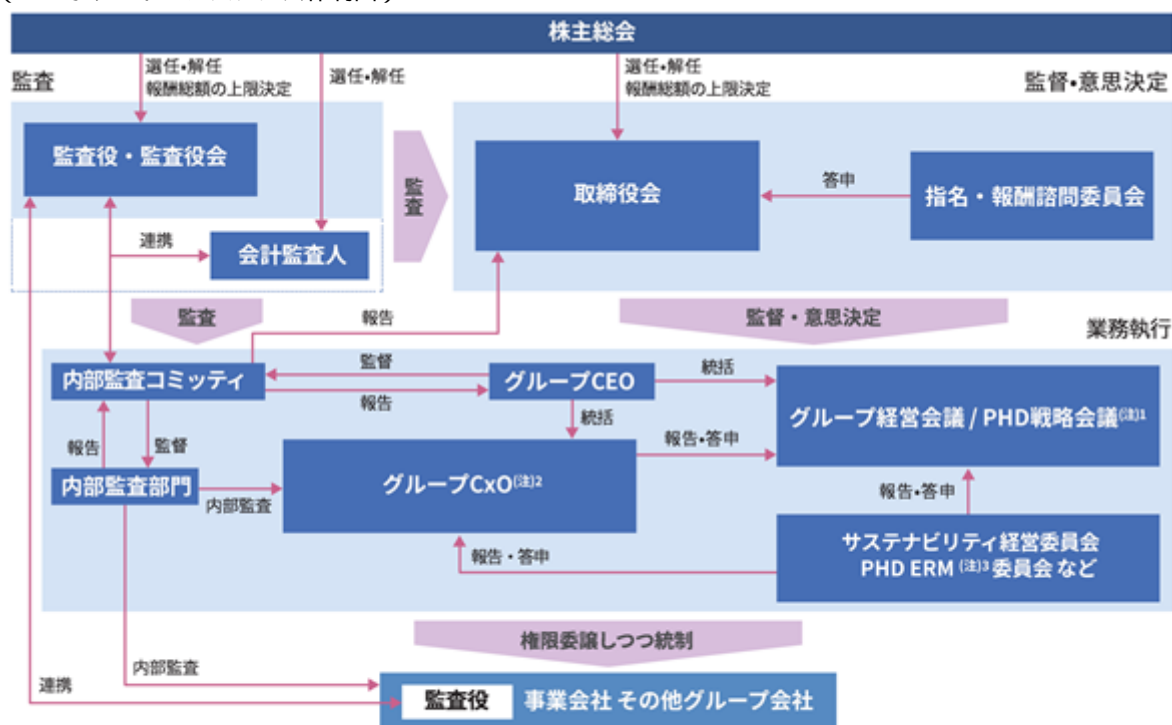 株主総会
監査
選任・解任
報酬総額の上限決定
選任・解任
選任・解任
報酬総額の上限決定
監督・意思決定
監査役・監査役会
監査
取締役会
答申
指名・報酬諮問委員会
連携
会計監査人
監査
報告
監督・意思決定
業務執行
内部監査コミッティ
監督
報告
グループCEO
統括
グループ経営会議 / PHD戦略会議(注)1
統括
報告
監督
報告・答申
内部監査部門
内部監査
グループCxO(注)2
報告・答申
報告・答申
サステナビリティ経営委員会
PHD ERM (注)3 委員会 など
権限委譲しつつ統制
内部監査
連携
監査役
事業会社 その他グループ会社